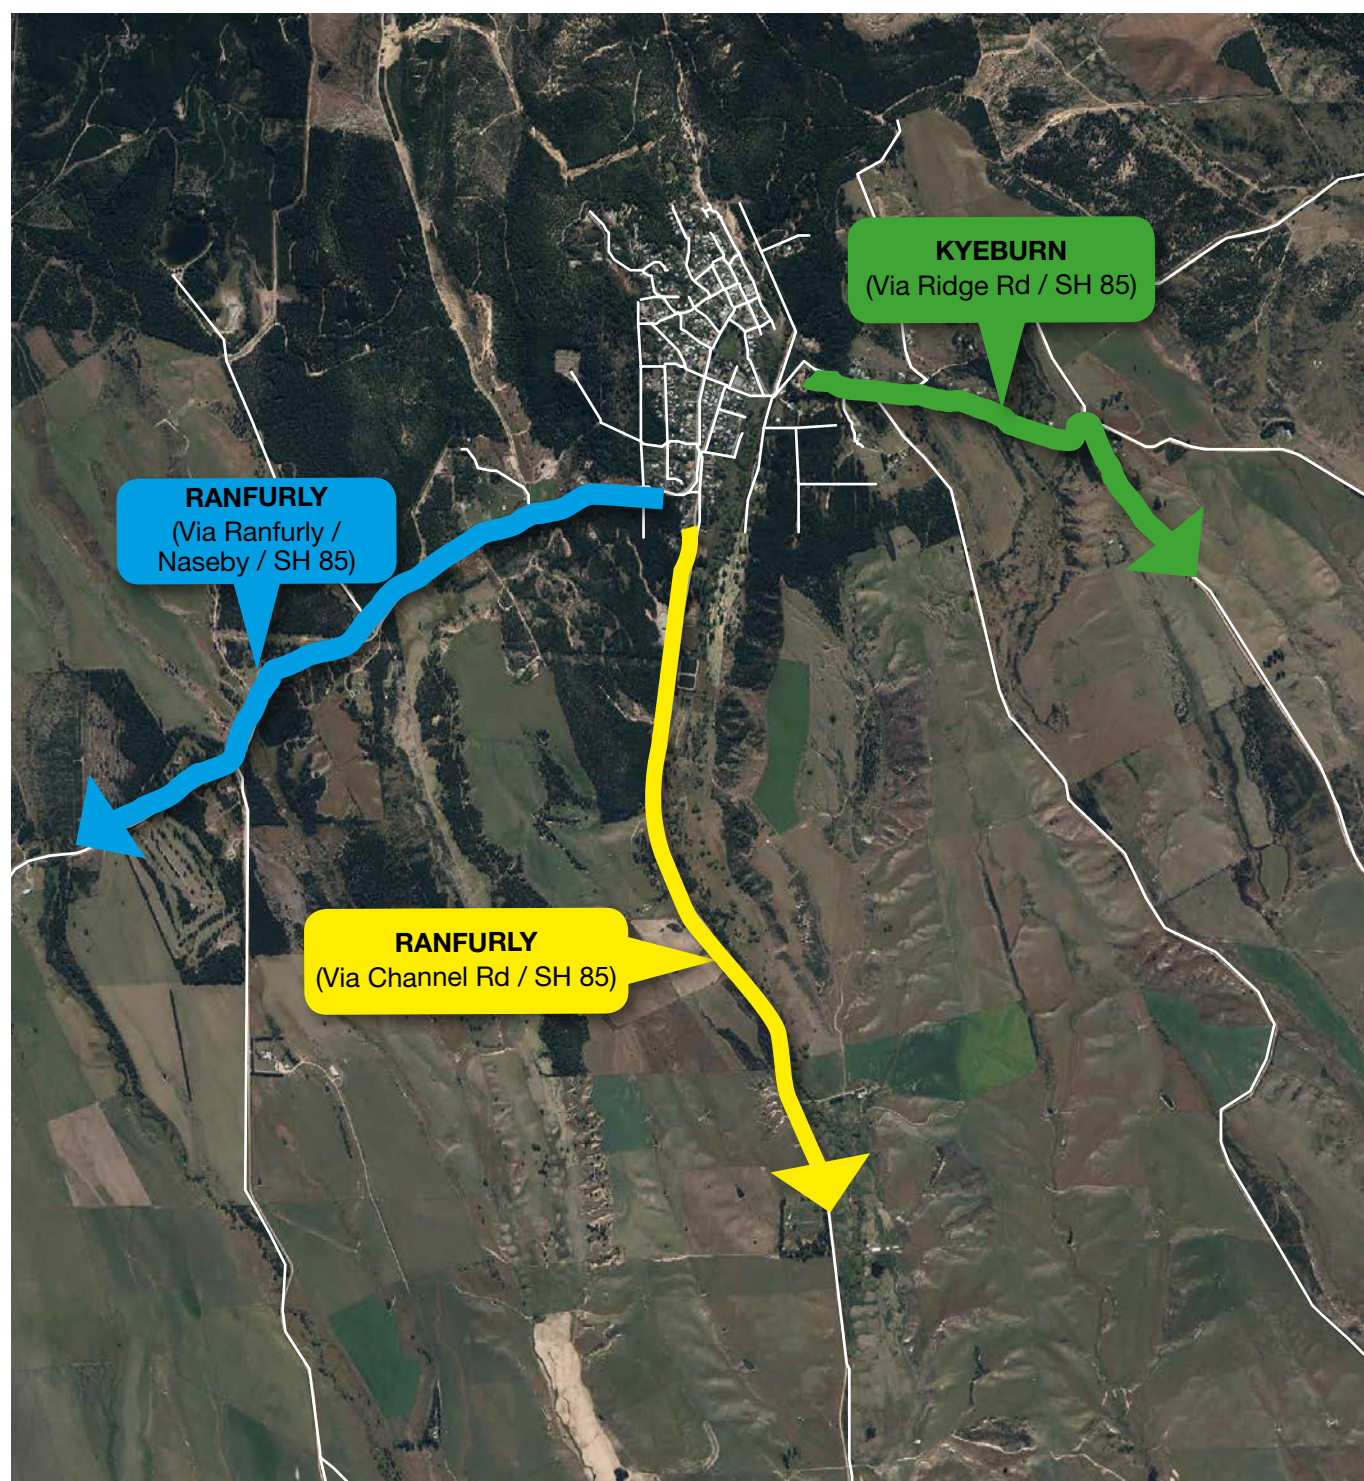 KYEBURN
(Via Ridge Rd / SH 85)
RANFURLY
(Via Ranfurly /
Naseby / SH 85)
RANFURLY
(Via Channel Rd / SH 85)